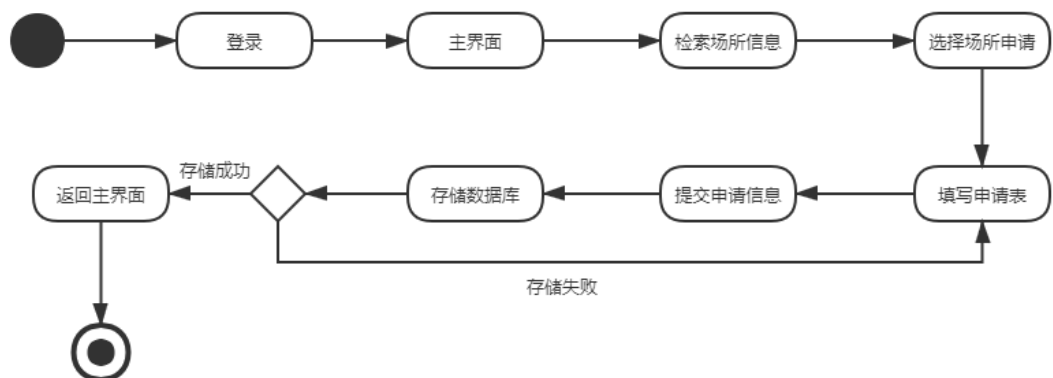 登录
主界面
检索场所信息
选择场所申请
存储成功
返回主界面
存储数据库
提交申请信息
填写申请表
存储失败